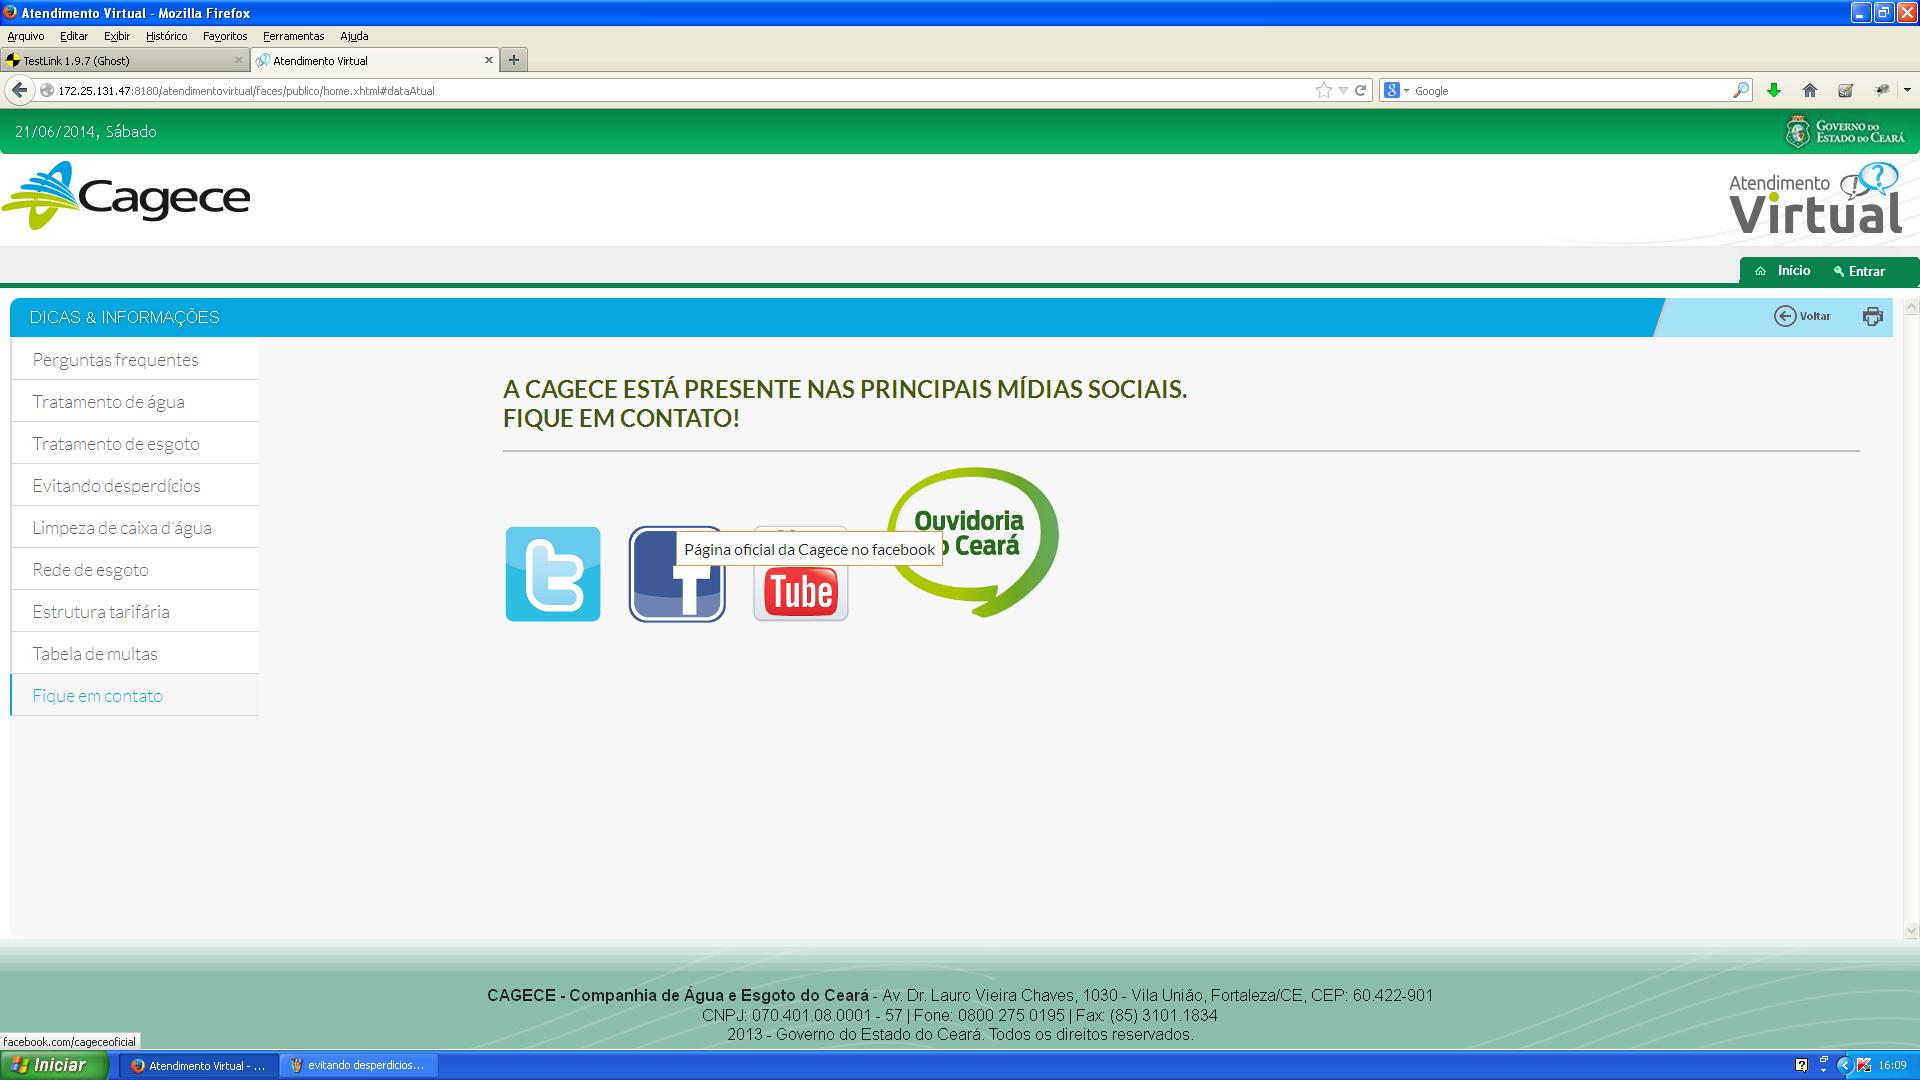 Atendimento Virtual - Mozilla Firefox
Arquivo Editar Exibir Histórico Favoritos Ferramentas Ajuda
TestLink 1.9.7 (Ghost)
Atendimento Virtual
172.25.131.47:8180/atendimentovirtual/faces/publico/home.xhtml#dataAtual
Google
21/06/2014, Sábado
GOVERNO DO
ESTADO DO CEARÁ
Cagece
Atendimento
Virtual
Início
Entrar
DICAS & INFORMAÇÕES
Voltar
Perguntas frequentes
Tratamento de água
Tratamento de esgoto
Evitando desperdícios
Limpeza de caixa d'água
Rede de esgoto
Estrutura tarifária
Tabela de multas
Fique em contato
A CAGECE ESTÁ PRESENTE NAS PRINCIPAIS MÍDIAS SOCIAIS.
FIQUE EM CONTATO!
Ouvidoria
Ceará
Página oficial da Cagece no facebook
Tube
CAGECE - Companhia de Água e Esgoto do Ceará - Av. Dr. Lauro Vieira Chaves, 1030 - Vila União, Fortaleza/CE, CEP: 60.422-901
CNPJ: 070.401.08.0001 - 57 | Fone: 0800 275 0195 | Fax: (85) 3101.1834
2013 - Governo do Estado do Ceará. Todos os direitos reservados.
facebook.com/cageceoficial
Iniciar
Atendimento Virtual - ...
evitando desperdicios...
16:09